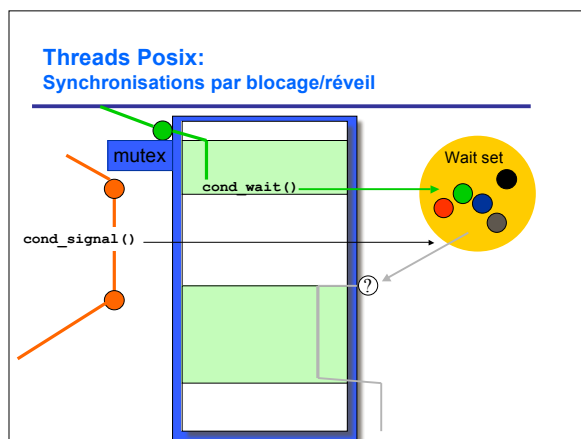 Threads Posix:
Synchronisations par blocage/réveil
mutex
Wait set
cond_wait()
cond_signal()
?